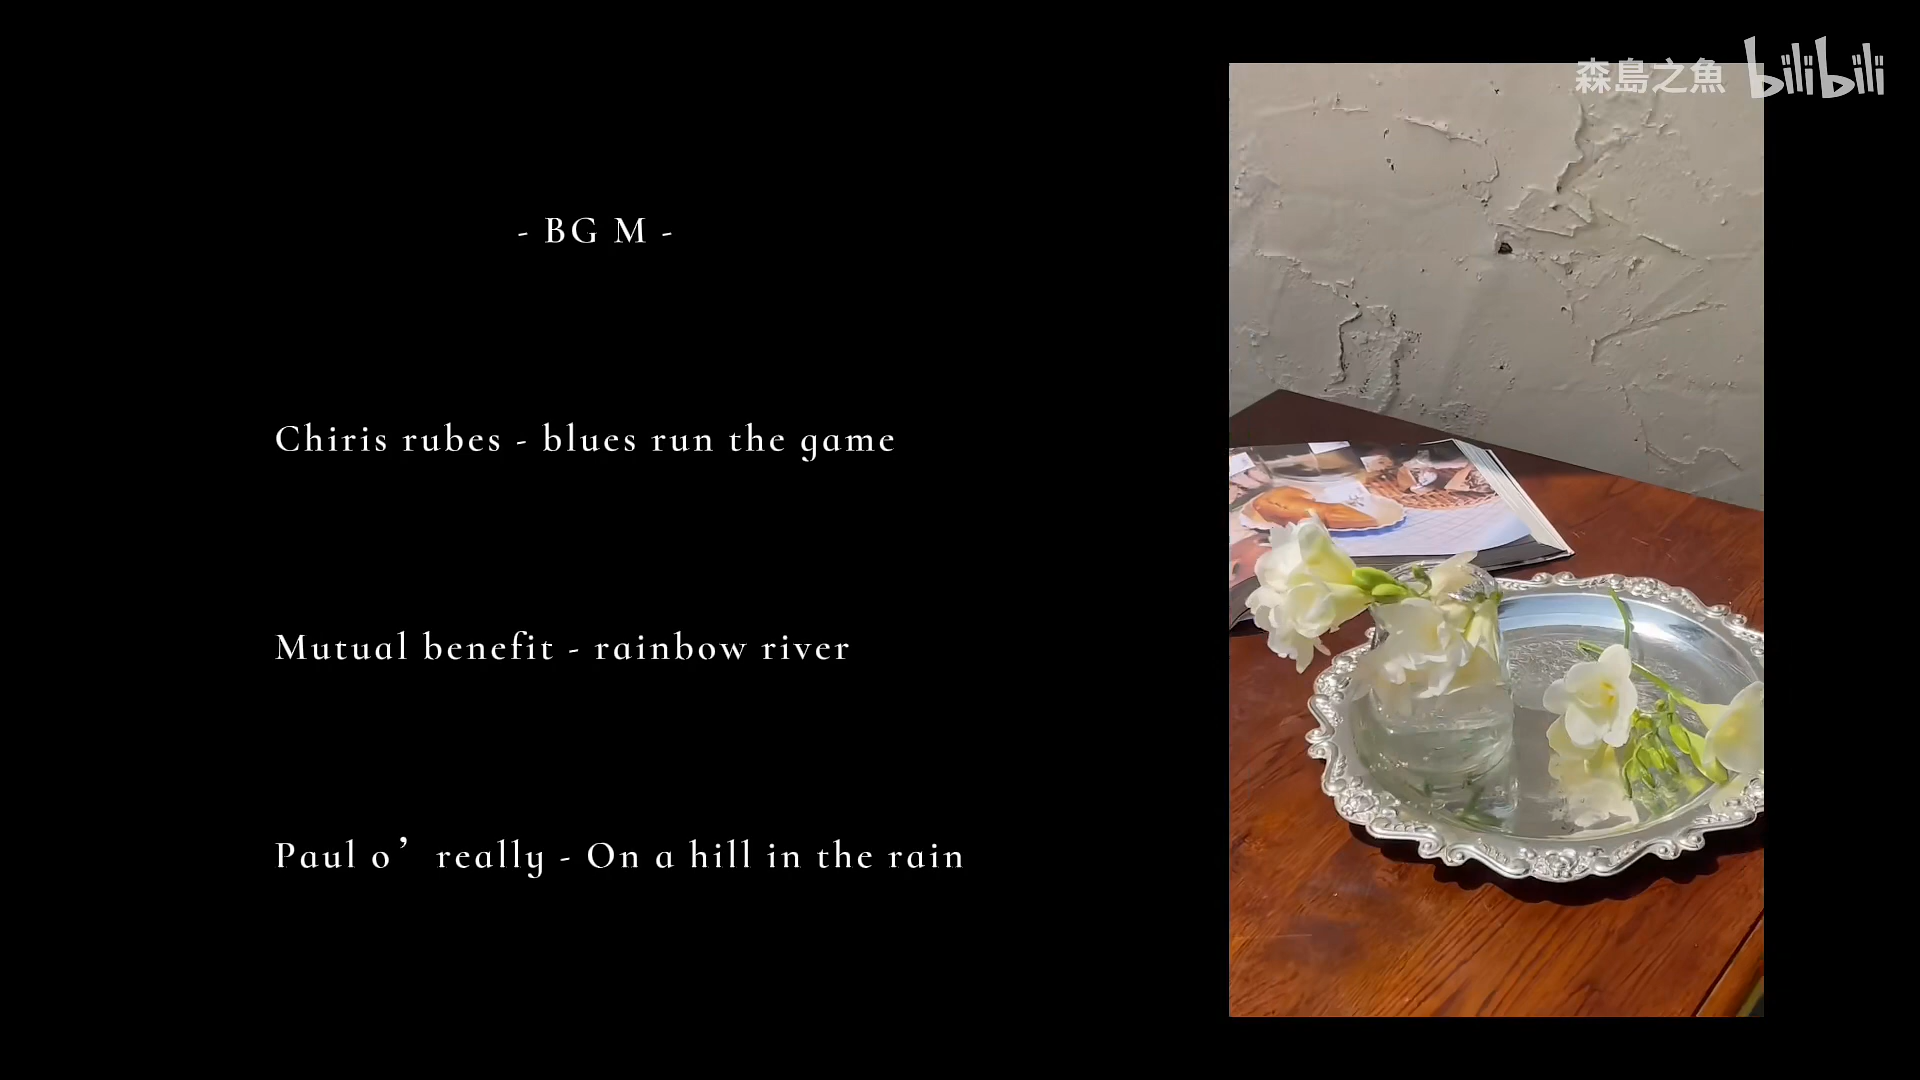 森島之魚 bilibili
- BG M -
Chiris rubes - blues run the game
Mutual benefit - rainbow river
Paul o’ really - On a hill in the rain